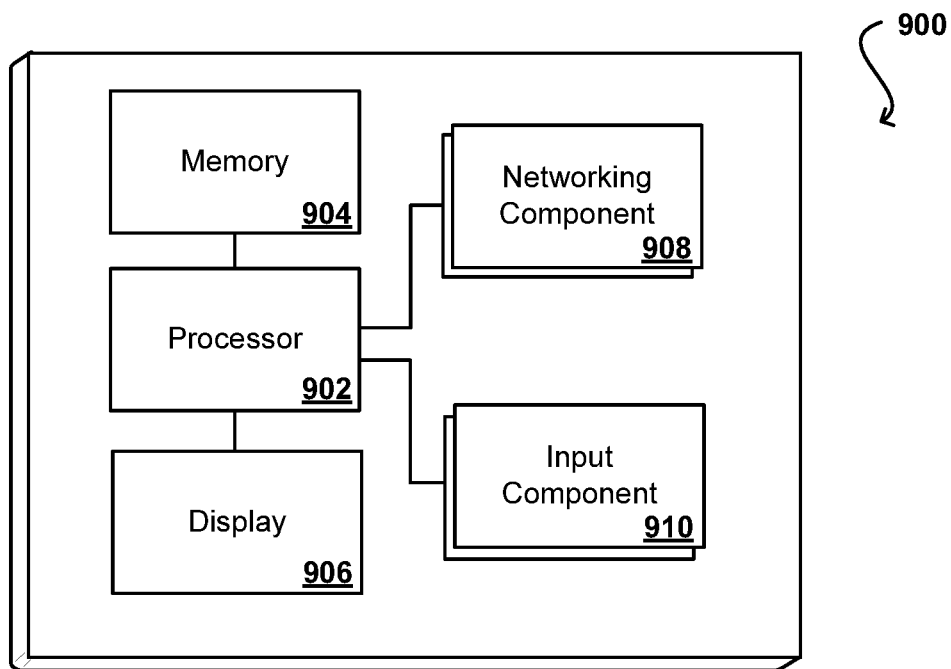 900
Memory
904
Networking
Component
908
Processor
902
Input
Component
910
Display
906